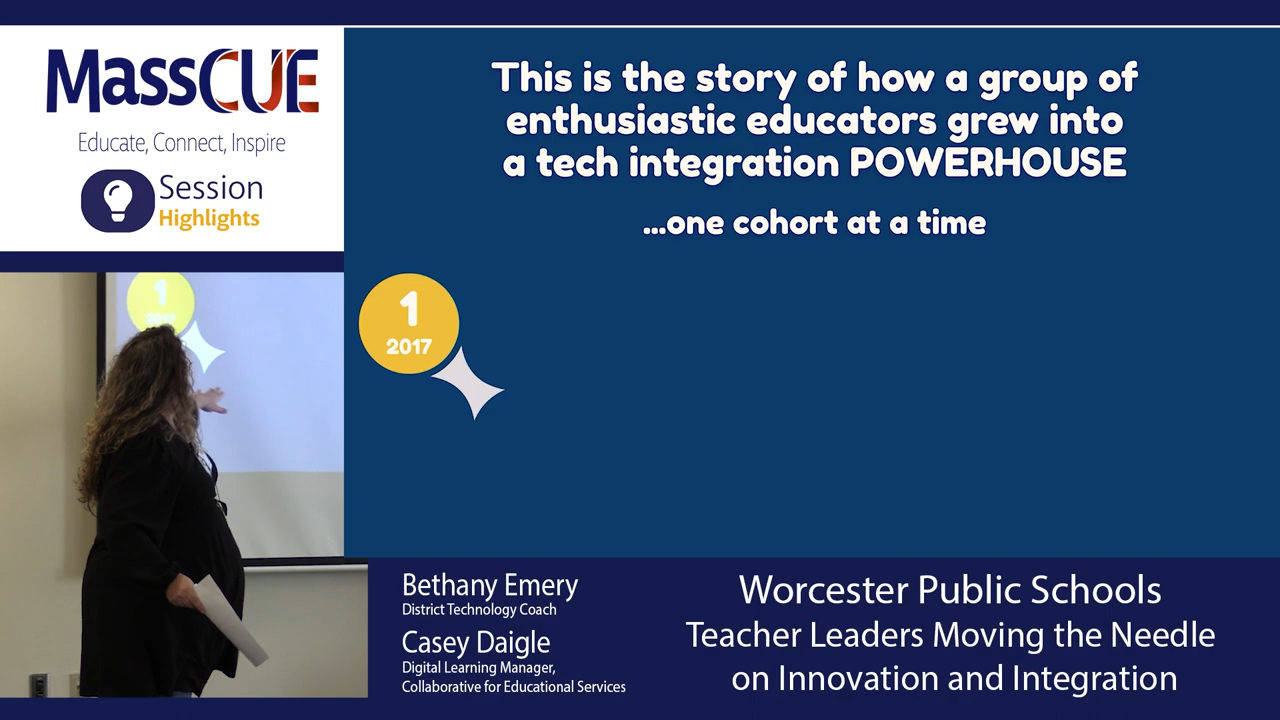 MassCUE
Educate, Connect, Inspire
Session
Highlights
This is the story of how a group of
enthusiastic educators grew into
a tech integration POWERHOUSE
...one cohort at a time
1
2017
1
Bethany Emery
District Technology Coach
Casey Daigle
Digital Learning Manager,
Collaborative for Educational Services
Worcester Public Schools
Teacher Leaders Moving the Needle
on Innovation and Integration